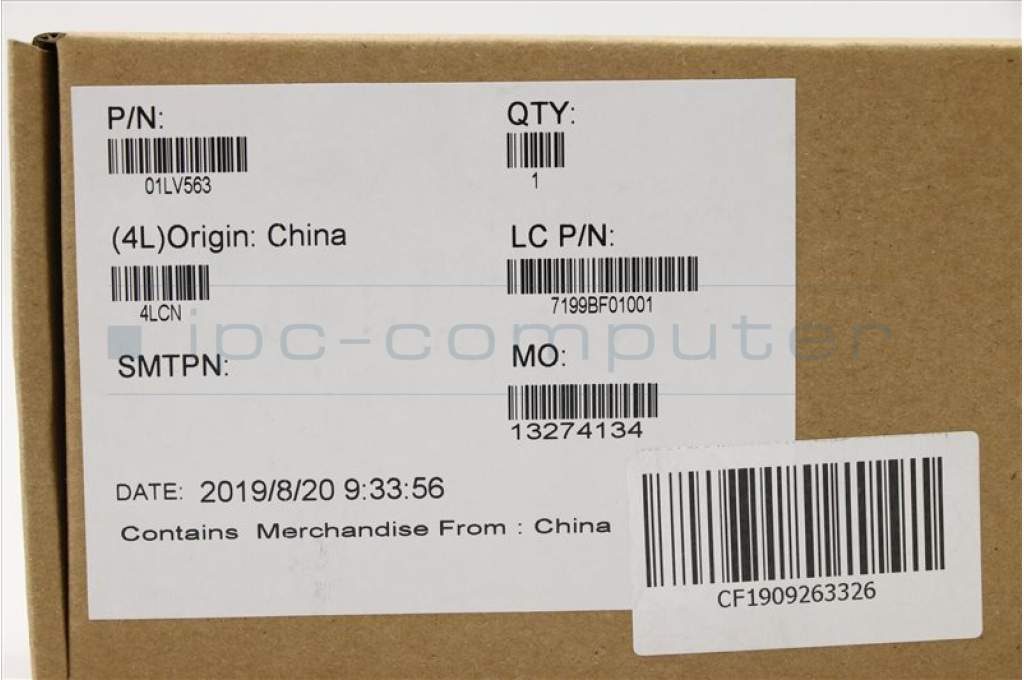 P/N:
01LV563
QTY:
1
(4L)Origin: China
4LCN
LC P/N:
7199BF01001
ipc-computer
SMTPN:
MO:
13274134
DATE: 2019/8/20 9:33:56
Contains Merchandise From : China
CF1909263326